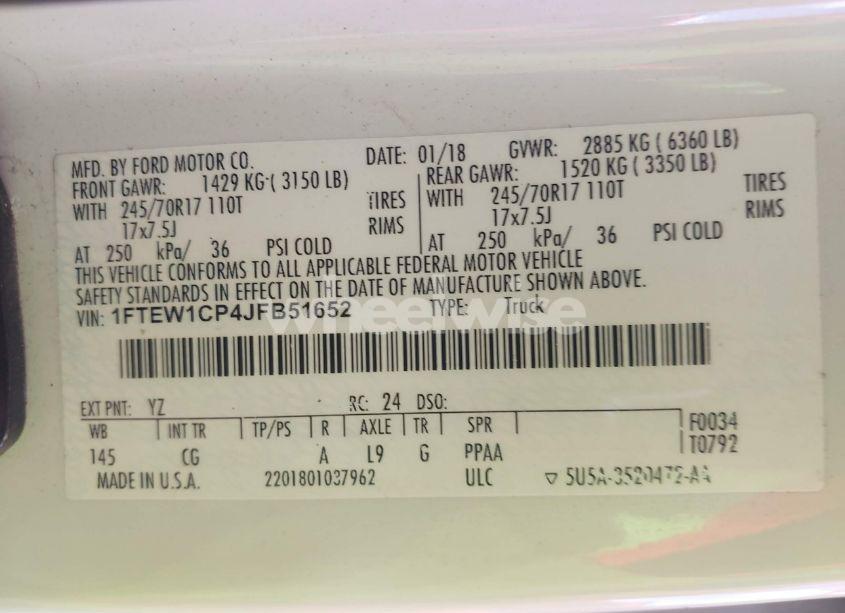 MFD. BY FORD MOTOR CO. DATE: 01/18 GVWR: 2885 KG ( 6360 LB)
FRONT GAWR: 1429 KG ( 3150 LB) REAR GAWR: 1520 KG ( 3350 LB)
WITH 245/70R17 110T TIRES WITH 245/70R17 110T TIRES
17x7.5J RIMS 17x7.5J RIMS
AT 250 kPa/ 36 PSI COLD AT 250 kPa/ 36 PSI COLD
THIS VEHICLE CONFORMS TO ALL APPLICABLE FEDERAL MOTOR VEHICLE
SAFETY STANDARDS IN EFFECT ON THE DATE OF MANUFACTURE SHOWN ABOVE.
VIN: 1FTEW1CP4JFB51652 TYPE: Truck
wheelwise
EXT PNT: YZ RC: 24 DSO:
WB INT TR TP/PS R AXLE TR SPR F0034
145 CG A L9 G PPAA T0792
MADE IN U.S.A. 2201801037962 ULC ▽ 5U5A-3520472-AA